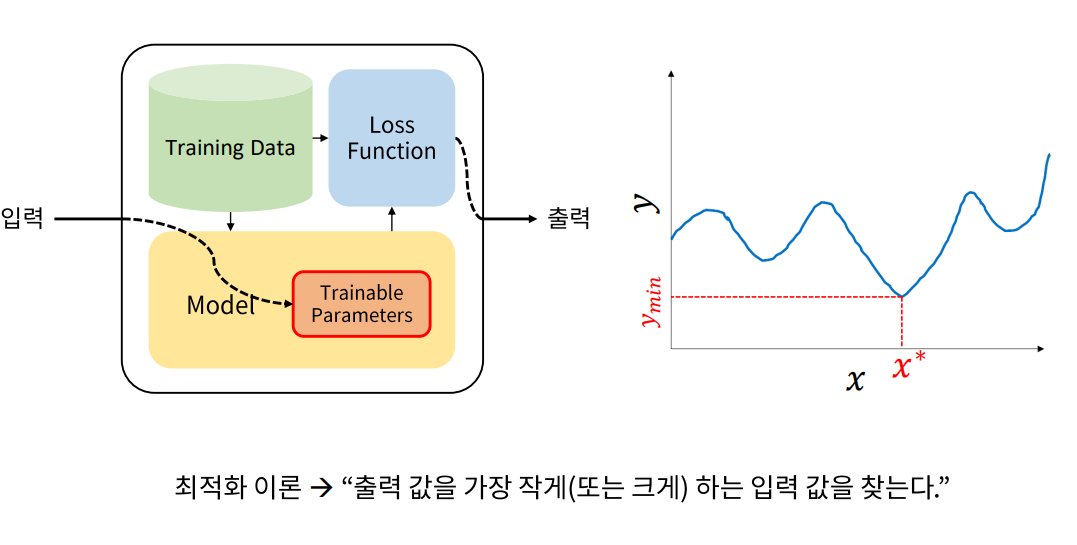 입력
Training Data
Loss
Function
Model
Trainable
Parameters
출력
y
y_min
x
x*
최적화 이론 → “출력 값을 가장 작게(또는 크게) 하는 입력 값을 찾는다.”